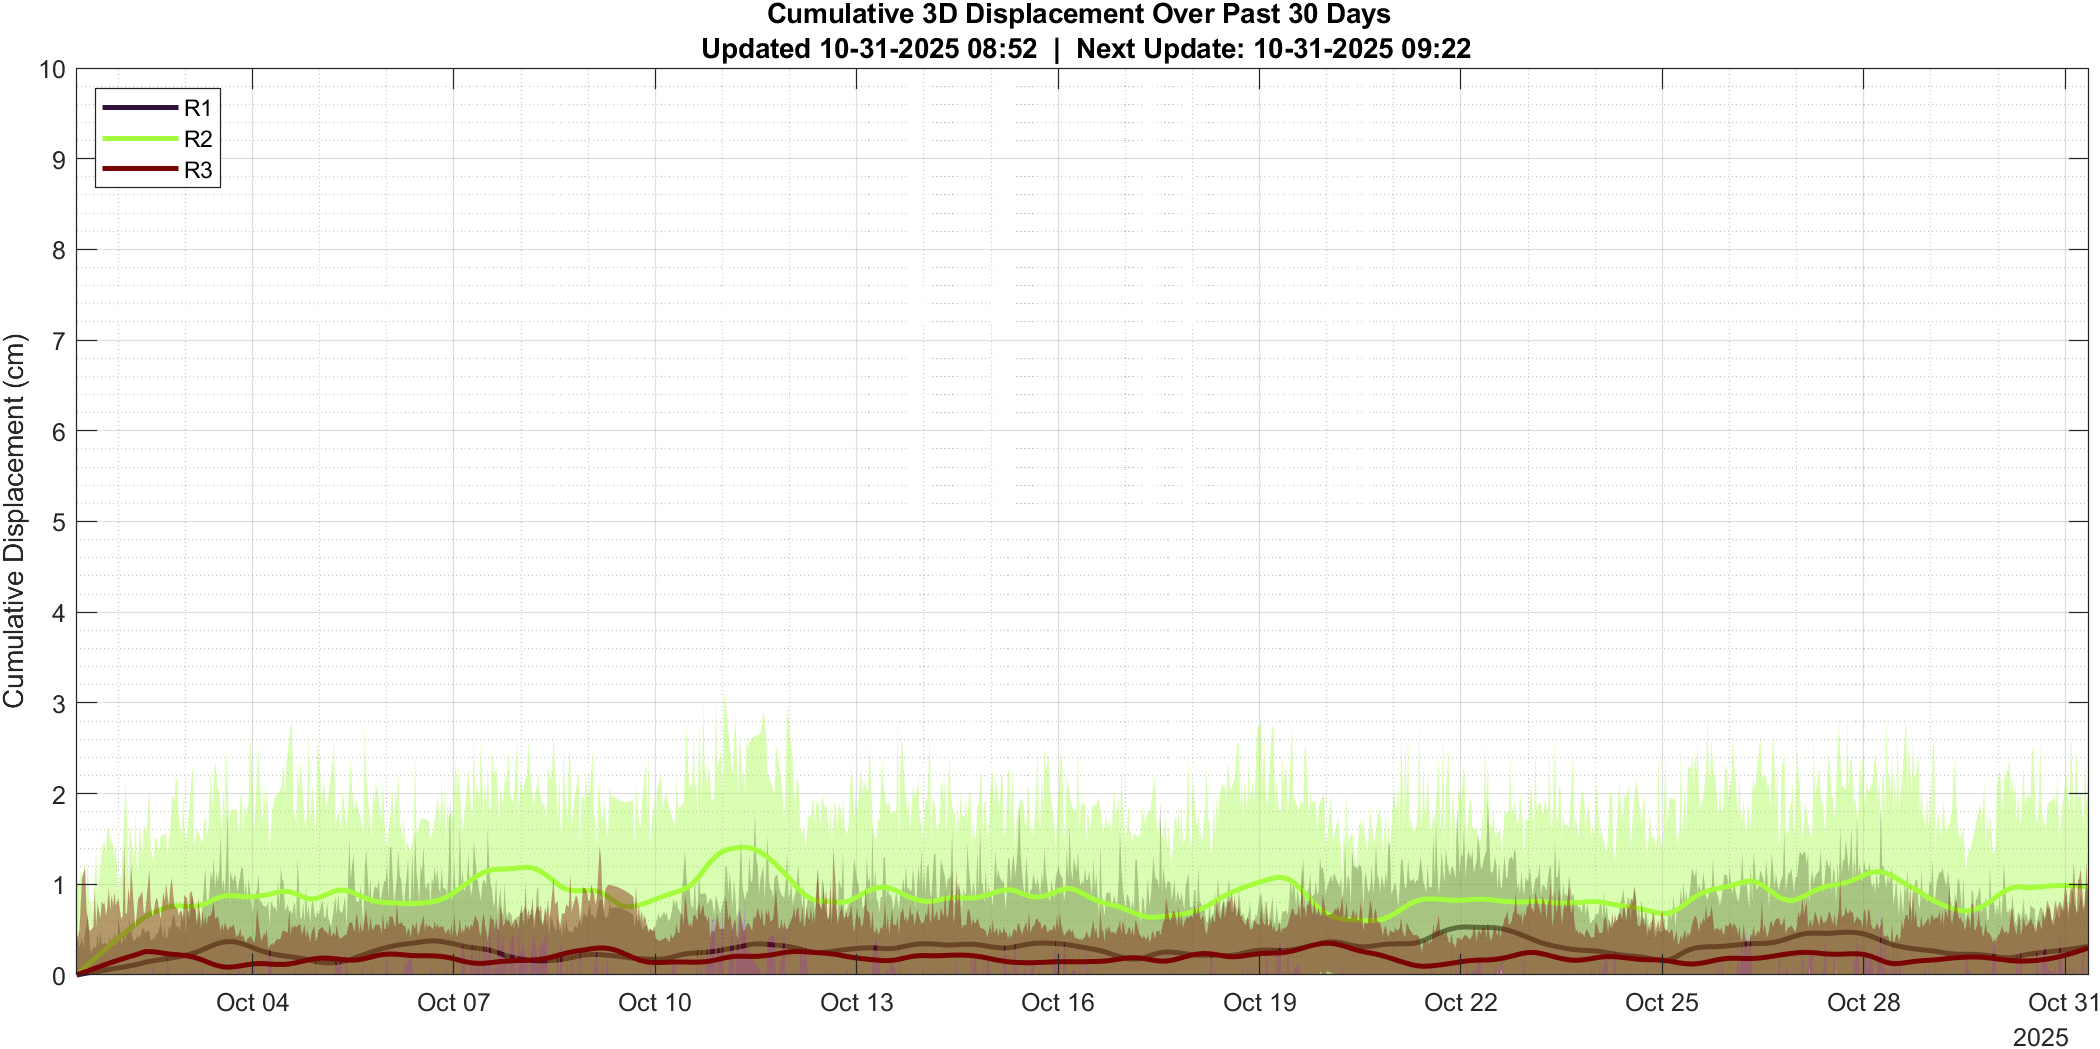 Cumulative 3D Displacement Over Past 30 Days
Updated 10-31-2025 08:52 | Next Update: 10-31-2025 09:22
R1
R2
R3
Cumulative Displacement (cm)
10
9
8
7
6
5
4
3
2
1
0
Oct 04 Oct 07 Oct 10 Oct 13 Oct 16 Oct 19 Oct 22 Oct 25 Oct 28 Oct 31
2025